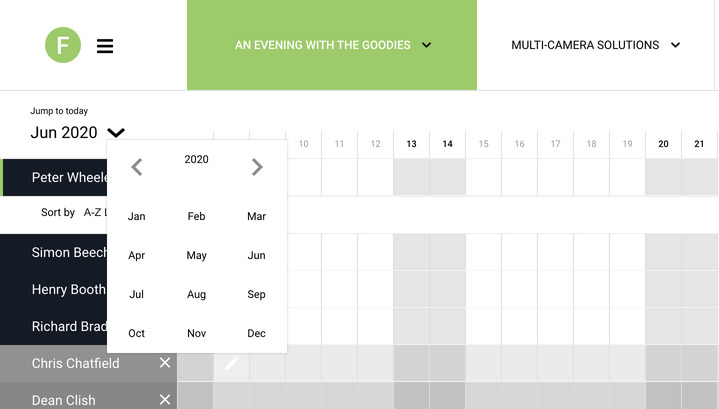 F
AN EVENING WITH THE GOODIES
MULTI-CAMERA SOLUTIONS
Jump to today
Jun 2020
10 11 12 13 14 15 16 17 18 19 20 21
2020
Jan Feb Mar
Apr May Jun
Jul Aug Sep
Oct Nov Dec
Peter Wheele
Sort by A-Z L
Simon Beech
Henry Booth
Richard Brad
Chris Chatfield
Dean Clish